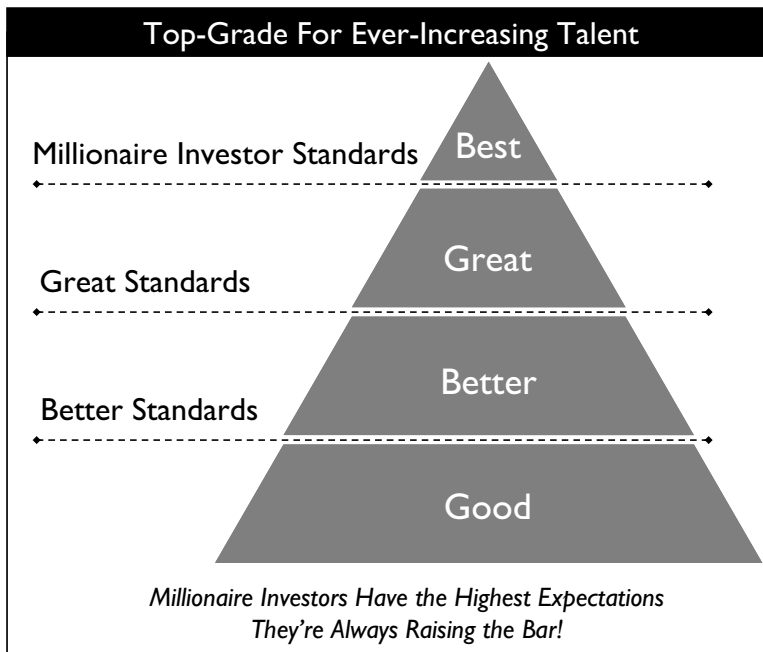 Top-Grade For Ever-Increasing Talent
Best
Millionaire Investor Standards
Great
Great Standards
Better
Better Standards
Good
Millionaire Investors Have the Highest Expectations
They're Always Raising the Bar!